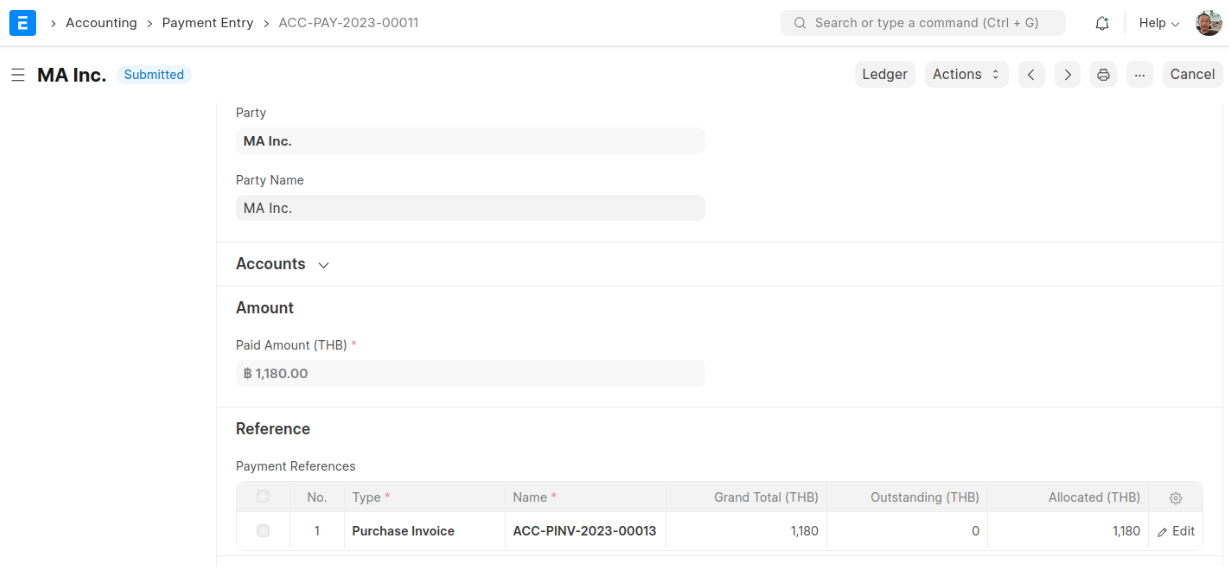 E › Accounting › Payment Entry › ACC-PAY-2023-00011 Search or type a command (Ctrl + G) Help
MA Inc. Submitted Ledger Actions ... Cancel
Party
MA Inc.
Party Name
MA Inc.
Accounts
Amount
Paid Amount (THB) *
฿ 1,180.00
Reference
Payment References
No. Type * Name * Grand Total (THB) Outstanding (THB) Allocated (THB)
1 Purchase Invoice ACC-PINV-2023-00013 1,180 0 1,180 Edit